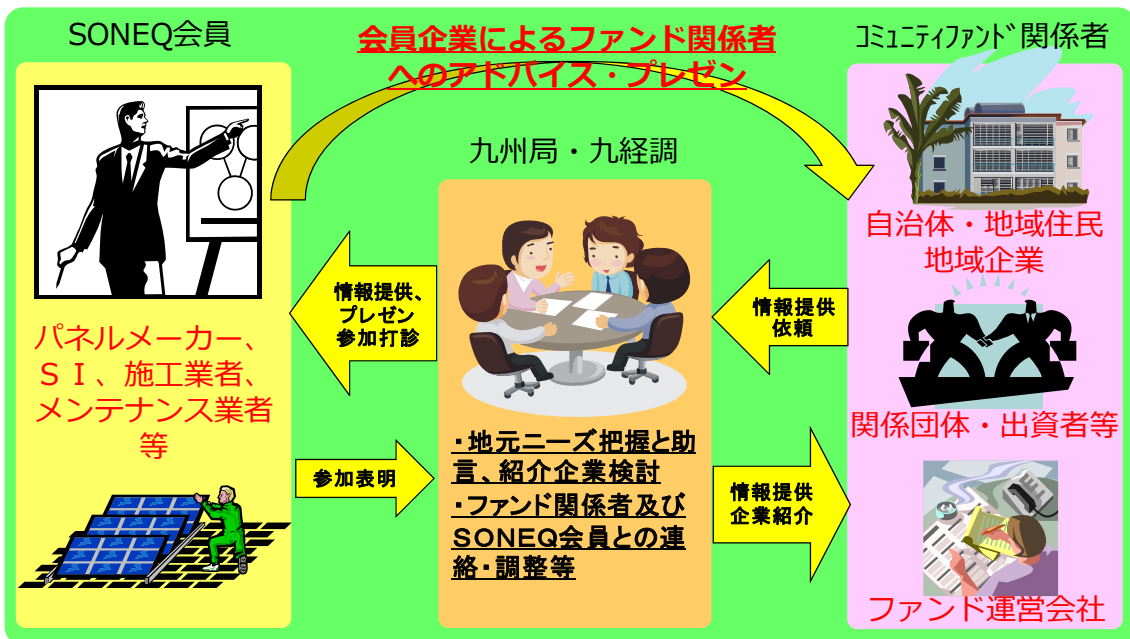 SONEQ会員
会員企業によるファンド関係者
へのアドバイス・プレゼン
ｺﾐｭﾆﾃｨﾌｧﾝﾄﾞ関係者
九州局・九経調
自治体・地域住民
地域企業
情報提供、
プレゼン
参加打診
情報提供
依頼
パネルメーカー、
ＳＩ、施工業者、
メンテナンス業者
等
関係団体・出資者等
・地元ニーズ把握と助
言、紹介企業検討
・ファンド関係者及び
SONEQ会員との連
絡・調整等
参加表明
情報提供
企業紹介
ファンド運営会社